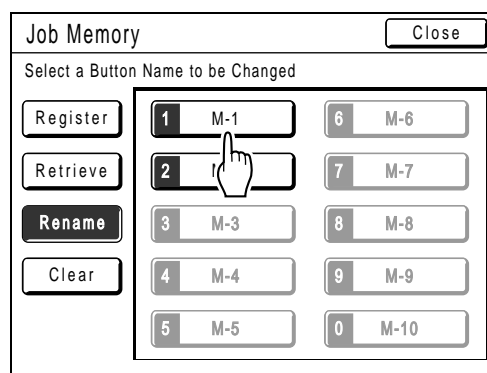 Job Memory Close
Select a Button Name to be Changed
Register 1 M-1 6 M-6
Retrieve 2 7 M-7
Rename 3 M-3 8 M-8
Clear 4 M-4 9 M-9
5 M-5 0 M-10